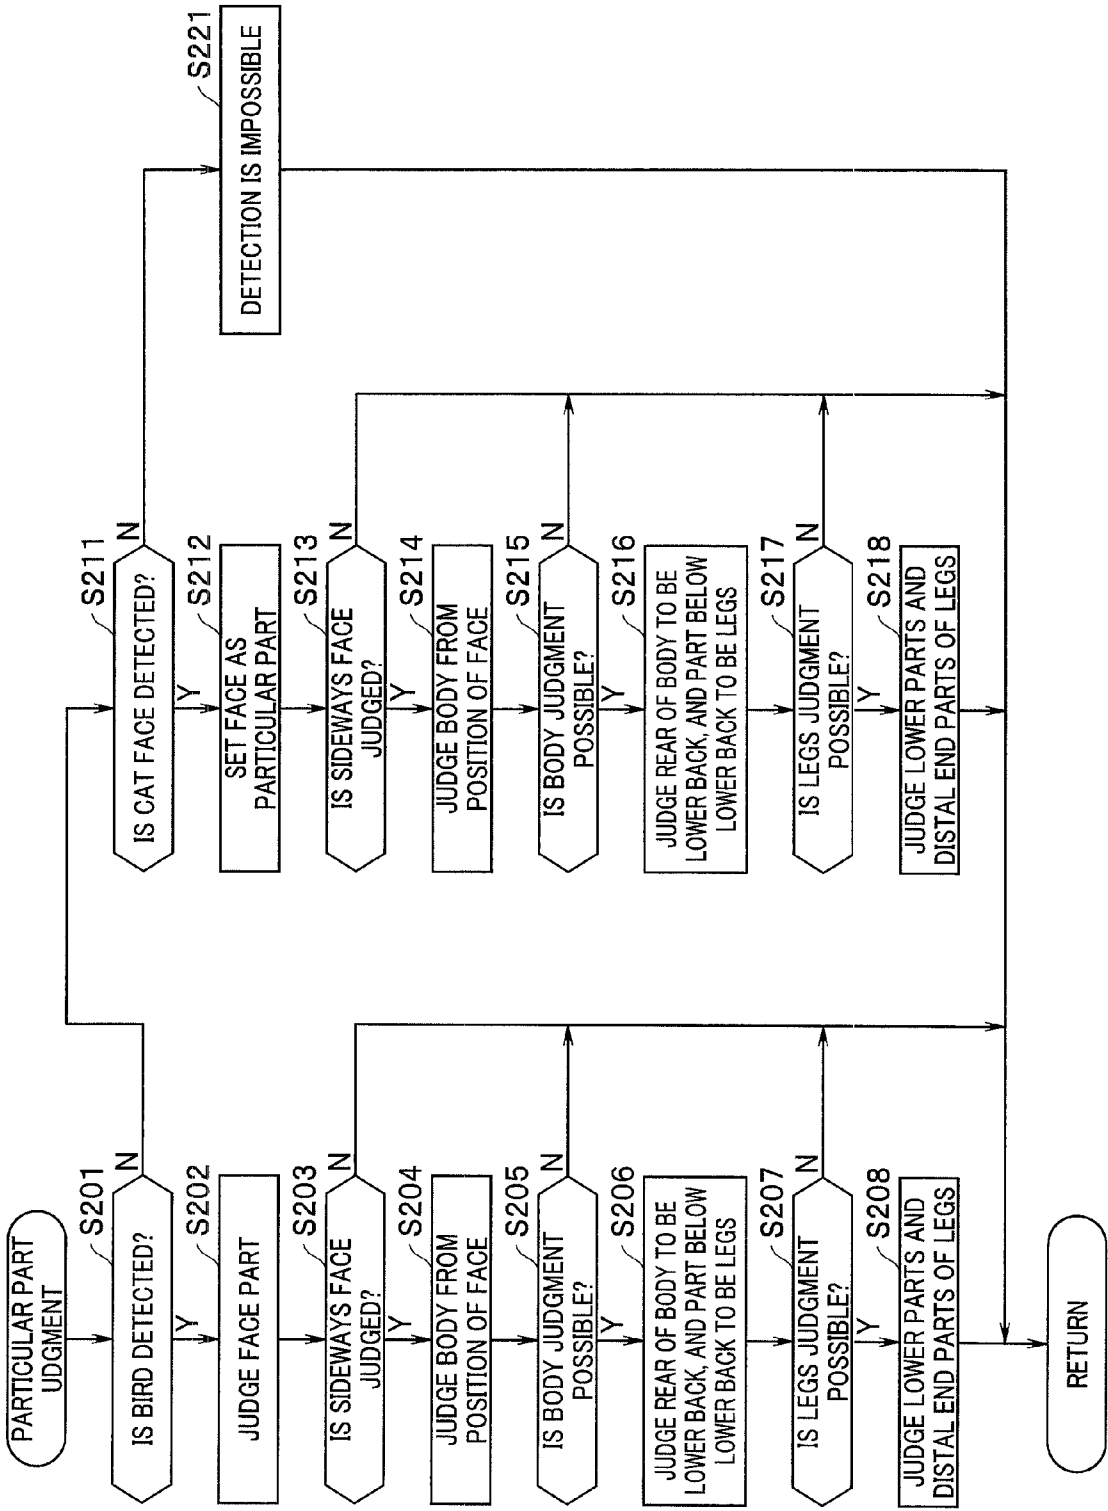 PARTICULAR PART
UDGMENT
S201
IS BIRD DETECTED?
N
Y
S202
JUDGE FACE PART
S203
IS SIDEWAYS FACE
JUDGED?
N
Y
S204
JUDGE BODY FROM
POSITION OF FACE
S205
IS BODY JUDGMENT
POSSIBLE?
N
Y
S206
JUDGE REAR OF BODY TO BE
LOWER BACK, AND PART BELOW
LOWER BACK TO BE LEGS
S207
IS LEGS JUDGMENT
POSSIBLE?
N
Y
S208
JUDGE LOWER PARTS AND
DISTAL END PARTS OF LEGS
RETURN
S211
IS CAT FACE DETECTED?
N
Y
S212
SET FACE AS
PARTICULAR PART
S213
IS SIDEWAYS FACE
JUDGED?
N
Y
S214
JUDGE BODY FROM
POSITION OF FACE
S215
IS BODY JUDGMENT
POSSIBLE?
N
Y
S216
JUDGE REAR OF BODY TO BE
LOWER BACK, AND PART BELOW
LOWER BACK TO BE LEGS
S217
IS LEGS JUDGMENT
POSSIBLE?
N
Y
S218
JUDGE LOWER PARTS AND
DISTAL END PARTS OF LEGS
S221
DETECTION IS IMPOSSIBLE